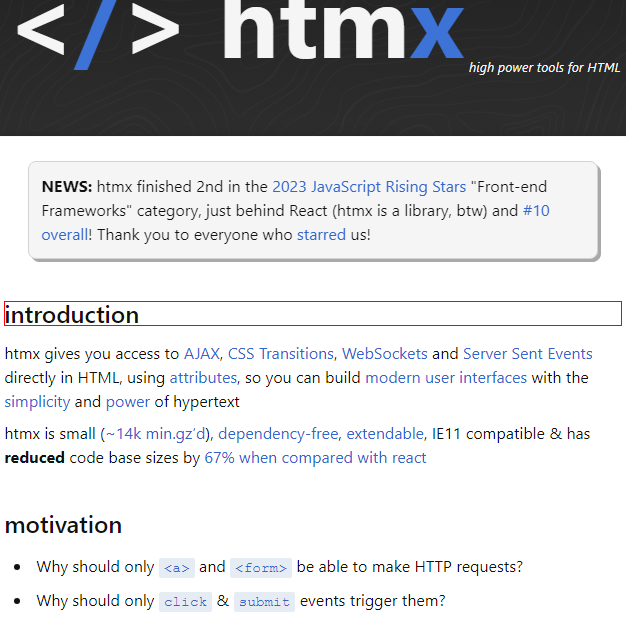 </> htmx
high power tools for HTML
NEWS: htmx finished 2nd in the 2023 JavaScript Rising Stars "Front-end
Frameworks" category, just behind React (htmx is a library, btw) and #10
overall! Thank you to everyone who starred us!
introduction
htmx gives you access to AJAX, CSS Transitions, WebSockets and Server Sent Events
directly in HTML, using attributes, so you can build modern user interfaces with the
simplicity and power of hypertext
htmx is small (~14k min.gz'd), dependency-free, extendable, IE11 compatible & has
reduced code base sizes by 67% when compared with react
motivation
• Why should only <a> and <form> be able to make HTTP requests?
• Why should only click & submit events trigger them?